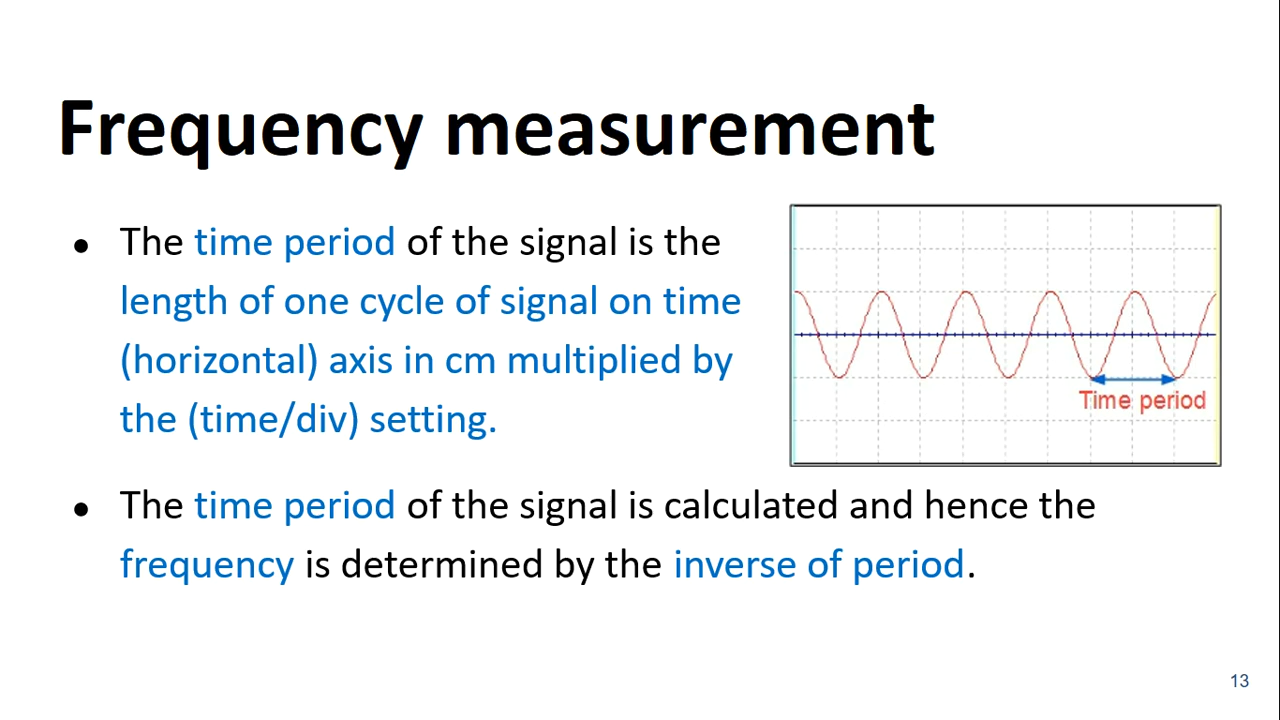 Frequency measurement
● The time period of the signal is the
length of one cycle of signal on time
(horizontal) axis in cm multiplied by
the (time/div) setting.
Time period
● The time period of the signal is calculated and hence the
frequency is determined by the inverse of period.
13